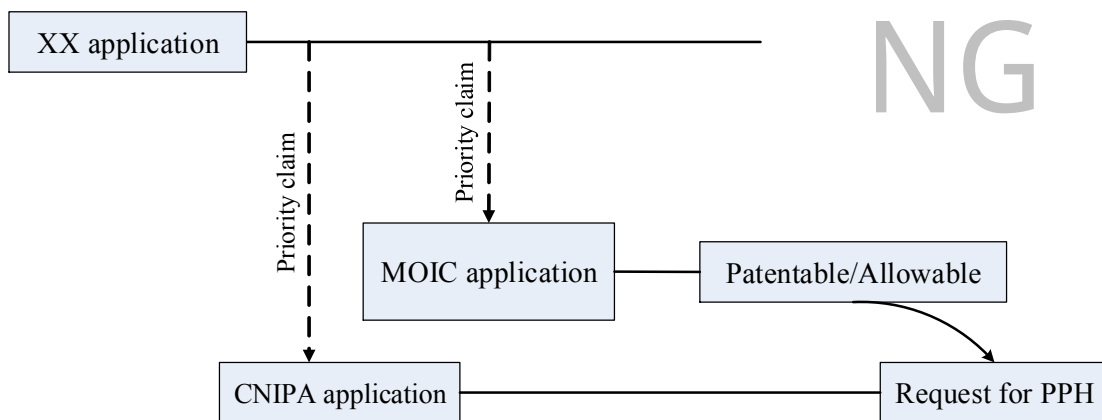 XX application
NG
Priority claim
Priority claim
MOIC application
Patentable/Allowable
CNIPA application
Request for PPH